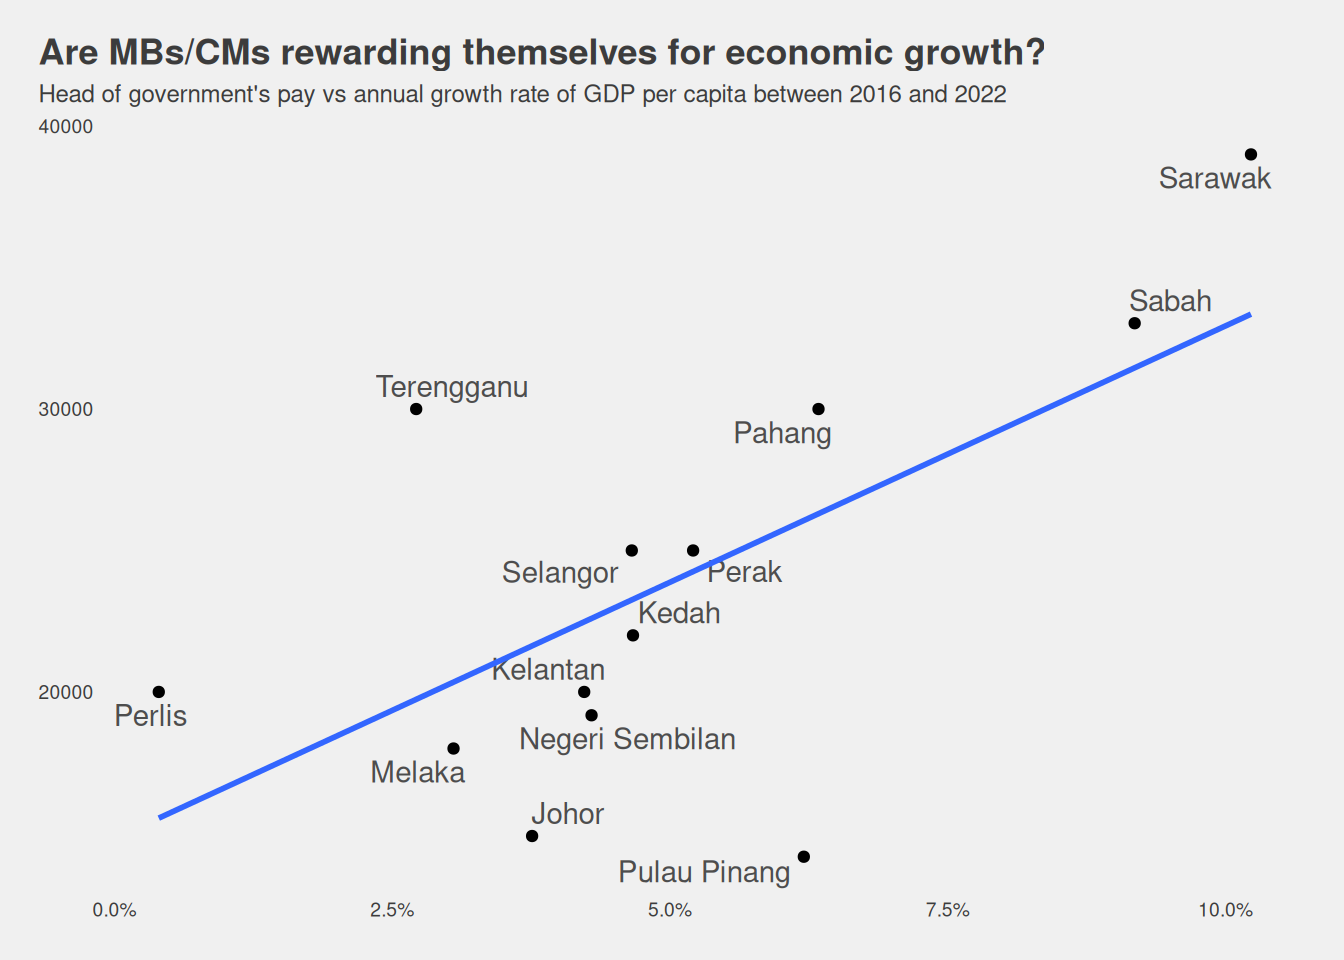 Are MBs/CMs rewarding themselves for economic growth?
Head of government's pay vs annual growth rate of GDP per capita between 2016 and 2022
40000
Sarawak
Sabah
Terengganu
30000
Pahang
Selangor
Perak
Kedah
Kelantan
20000
Perlis
Negeri Sembilan
Melaka
Johor
Pulau Pinang
0.0%
2.5%
5.0%
7.5%
10.0%